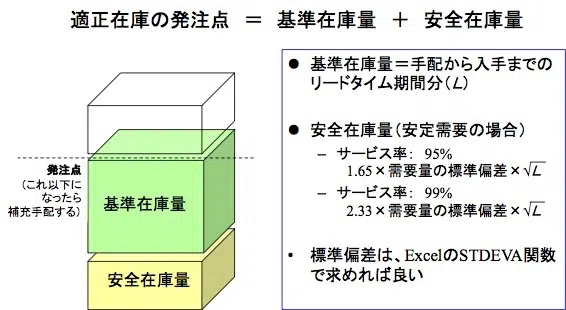 適正在庫の発注点 ＝ 基準在庫量 ＋ 安全在庫量
発注点
(これ以下に
なったら
補充手配する)
基準在庫量
安全在庫量
● 基準在庫量＝手配から入手までの
リードタイム期間分(L)
● 安全在庫量(安定需要の場合)
– サービス率: 95%
1.65×需要量の標準偏差×√L
– サービス率: 99%
2.33×需要量の標準偏差×√L
• 標準偏差は、ExcelのSTDEVA関数
で求めれば良い